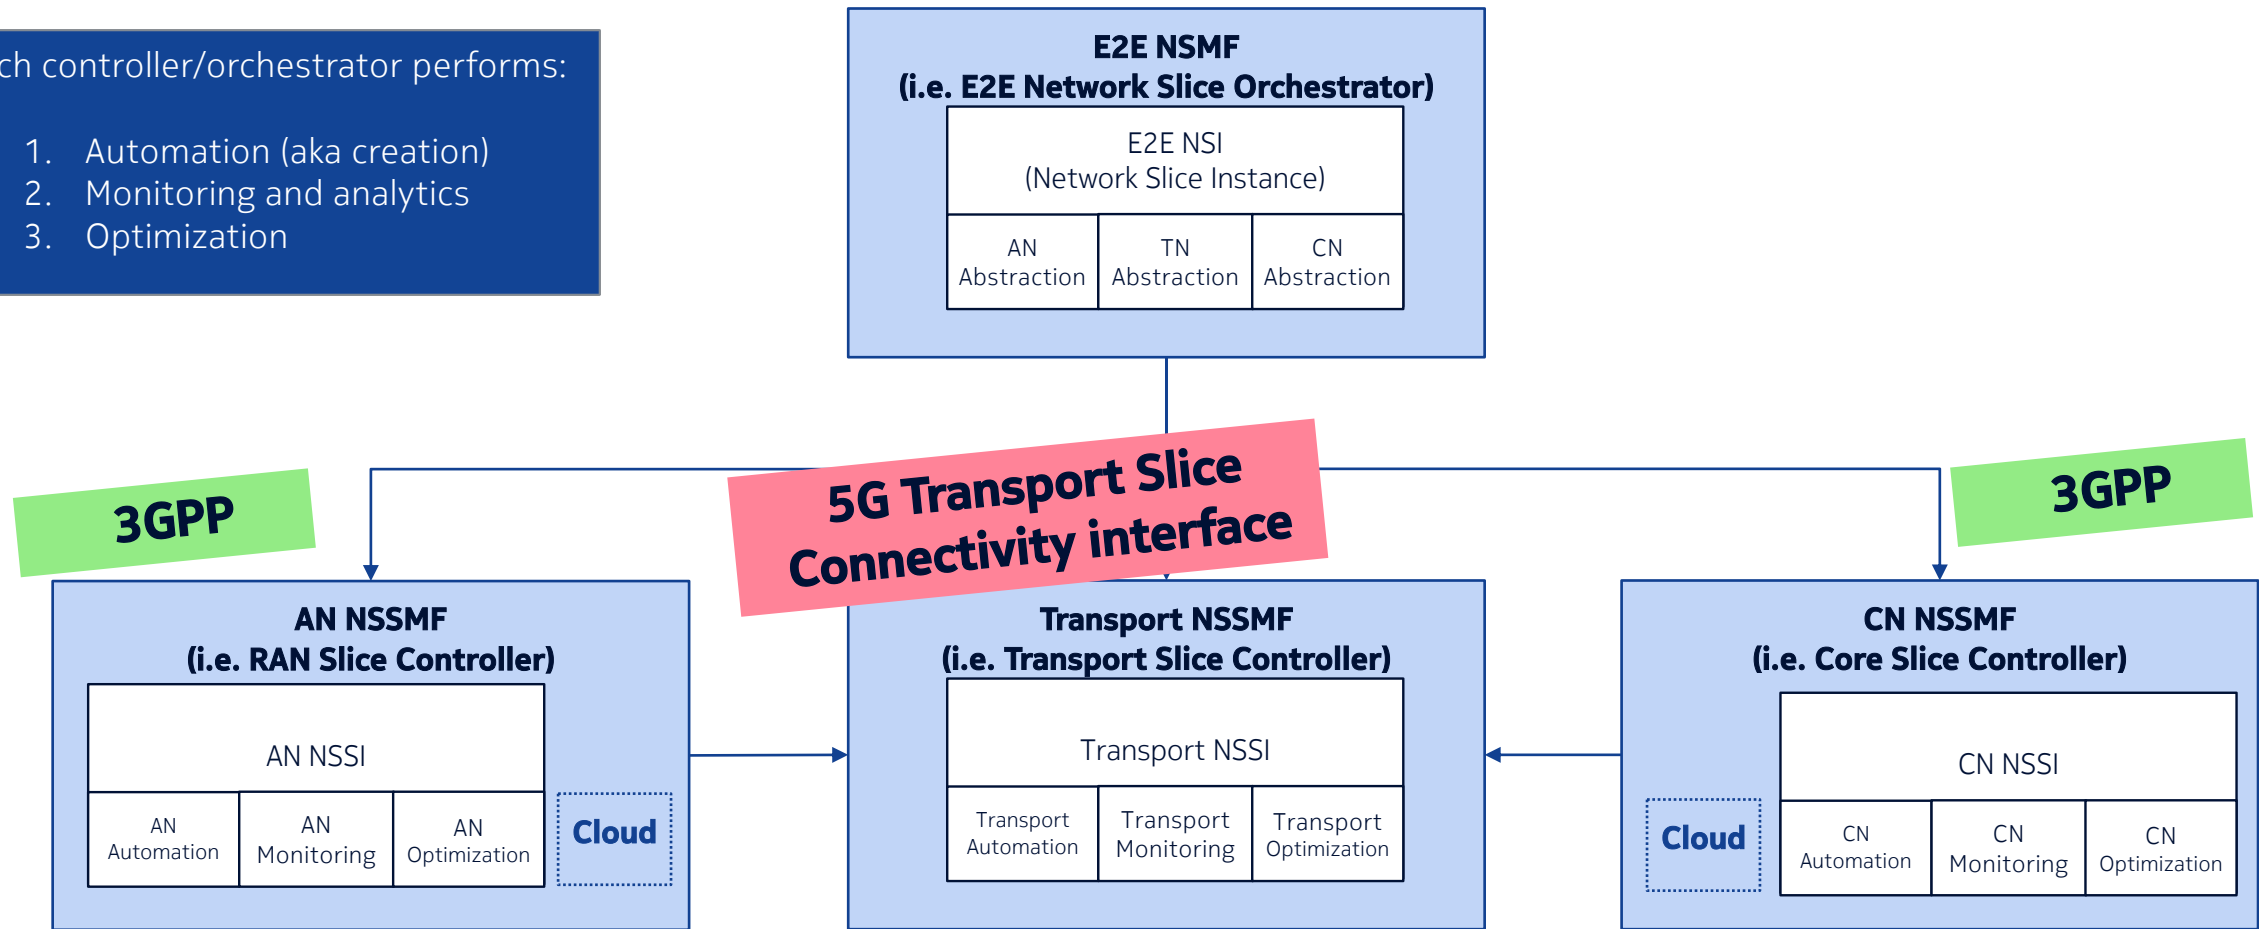 ch controller/orchestrator performs:
1. Automation (aka creation)
2. Monitoring and analytics
3. Optimization
E2E NSMF
(i.e. E2E Network Slice Orchestrator)
E2E NSI
(Network Slice Instance)
AN
Abstraction
TN
Abstraction
CN
Abstraction
3GPP
5G Transport Slice
Connectivity interface
3GPP
AN NSSMF
(i.e. RAN Slice Controller)
AN NSSI
AN
Automation
AN
Monitoring
AN
Optimization
Cloud
Transport NSSMF
(i.e. Transport Slice Controller)
Transport NSSI
Transport
Automation
Transport
Monitoring
Transport
Optimization
CN NSSMF
(i.e. Core Slice Controller)
Cloud
CN NSSI
CN
Automation
CN
Monitoring
CN
Optimization